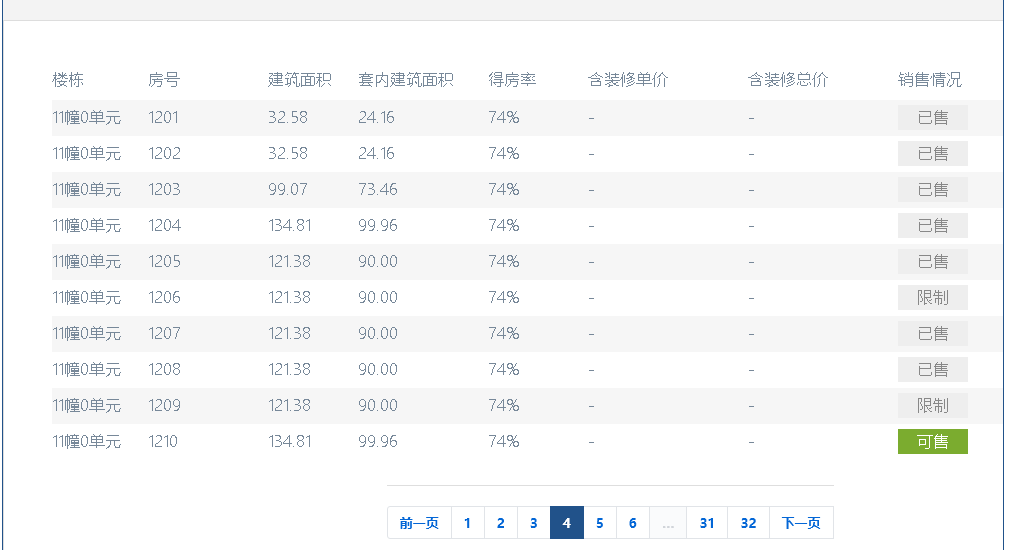 楼栋 房号 建筑面积 套内建筑面积 得房率 含装修单价 含装修总价 销售情况
11幢0单元 1201 32.58 24.16 74% - - 已售
11幢0单元 1202 32.58 24.16 74% - - 已售
11幢0单元 1203 99.07 73.46 74% - - 已售
11幢0单元 1204 134.81 99.96 74% - - 已售
11幢0单元 1205 121.38 90.00 74% - - 已售
11幢0单元 1206 121.38 90.00 74% - - 限制
11幢0单元 1207 121.38 90.00 74% - - 已售
11幢0单元 1208 121.38 90.00 74% - - 已售
11幢0单元 1209 121.38 90.00 74% - - 限制
11幢0单元 1210 134.81 99.96 74% - - 可售
前一页 1 2 3 4 5 6 ... 31 32 下一页